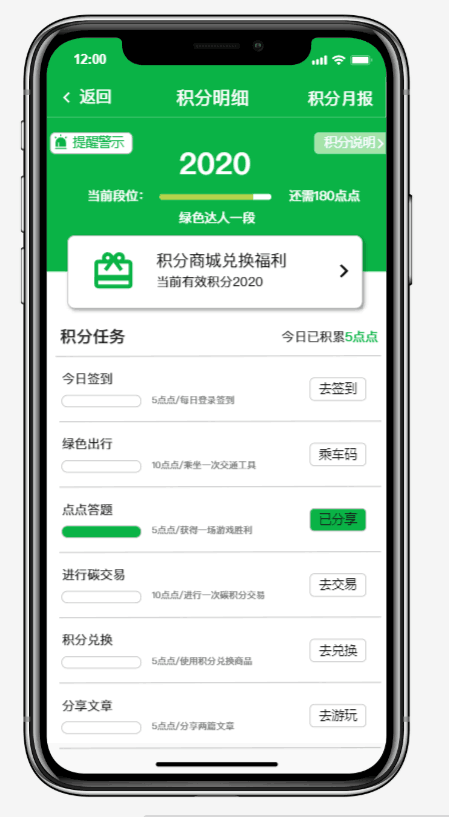 12:00
返回 积分明细 积分月报
提醒警示 积分说明
2020
当前段位： 还需180点点
绿色达人一段
积分商城兑换福利
当前有效积分2020
积分任务 今日已积累5点点
今日签到
5点点/每日登录签到 去签到
绿色出行
10点点/乘坐一次交通工具 乘车码
点点答题
5点点/获得一场游戏胜利 已分享
进行碳交易
10点点/进行一次碳积分交易 去交易
积分兑换
5点点/使用积分兑换商品 去兑换
分享文章
5点点/分享两篇文章 去游玩